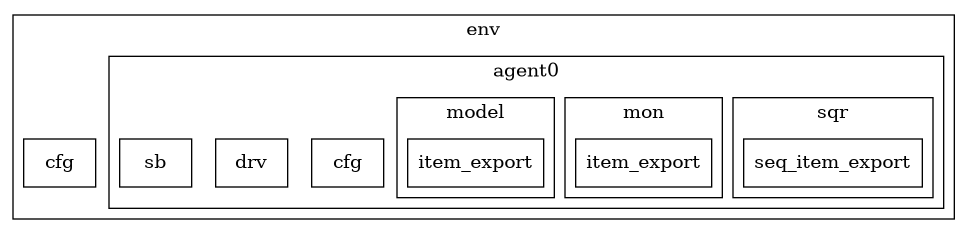 env
agent0
model
mon
sqr
cfg
sb
drv
cfg
item_export
item_export
seq_item_export